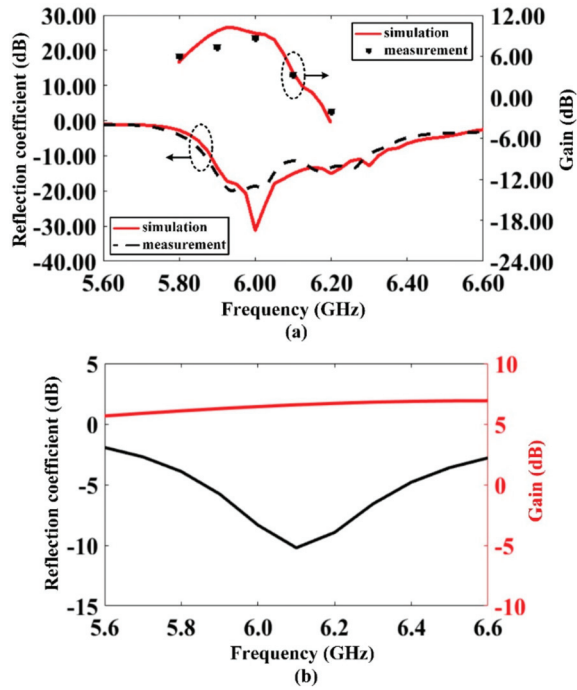 30.00
20.00
10.00
0.00
-10.00
-20.00
-30.00
-40.00
Reflection coefficient (dB)
simulation
measurement
simulation
measurement
12.00
6.00
0.00
-6.00
-12.00
-18.00
-24.00
Gain (dB)
5.60 5.80 6.00 6.20 6.40 6.60
Frequency (GHz)
(a)
5
0
-5
-10
-15
Reflection coefficient (dB)
10
5
0
-5
-10
Gain (dB)
5.6 5.8 6.0 6.2 6.4 6.6
Frequency (GHz)
(b)